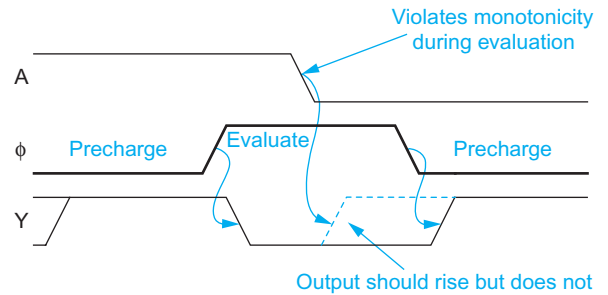 Violates monotonicity
during evaluation
A
ϕ
Precharge
Evaluate
Precharge
Y
Output should rise but does not